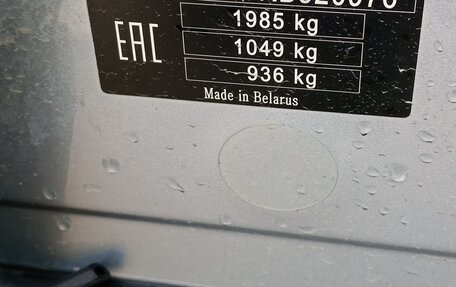 1985 kg
EAC
1049 kg
936 kg
Made in Belarus